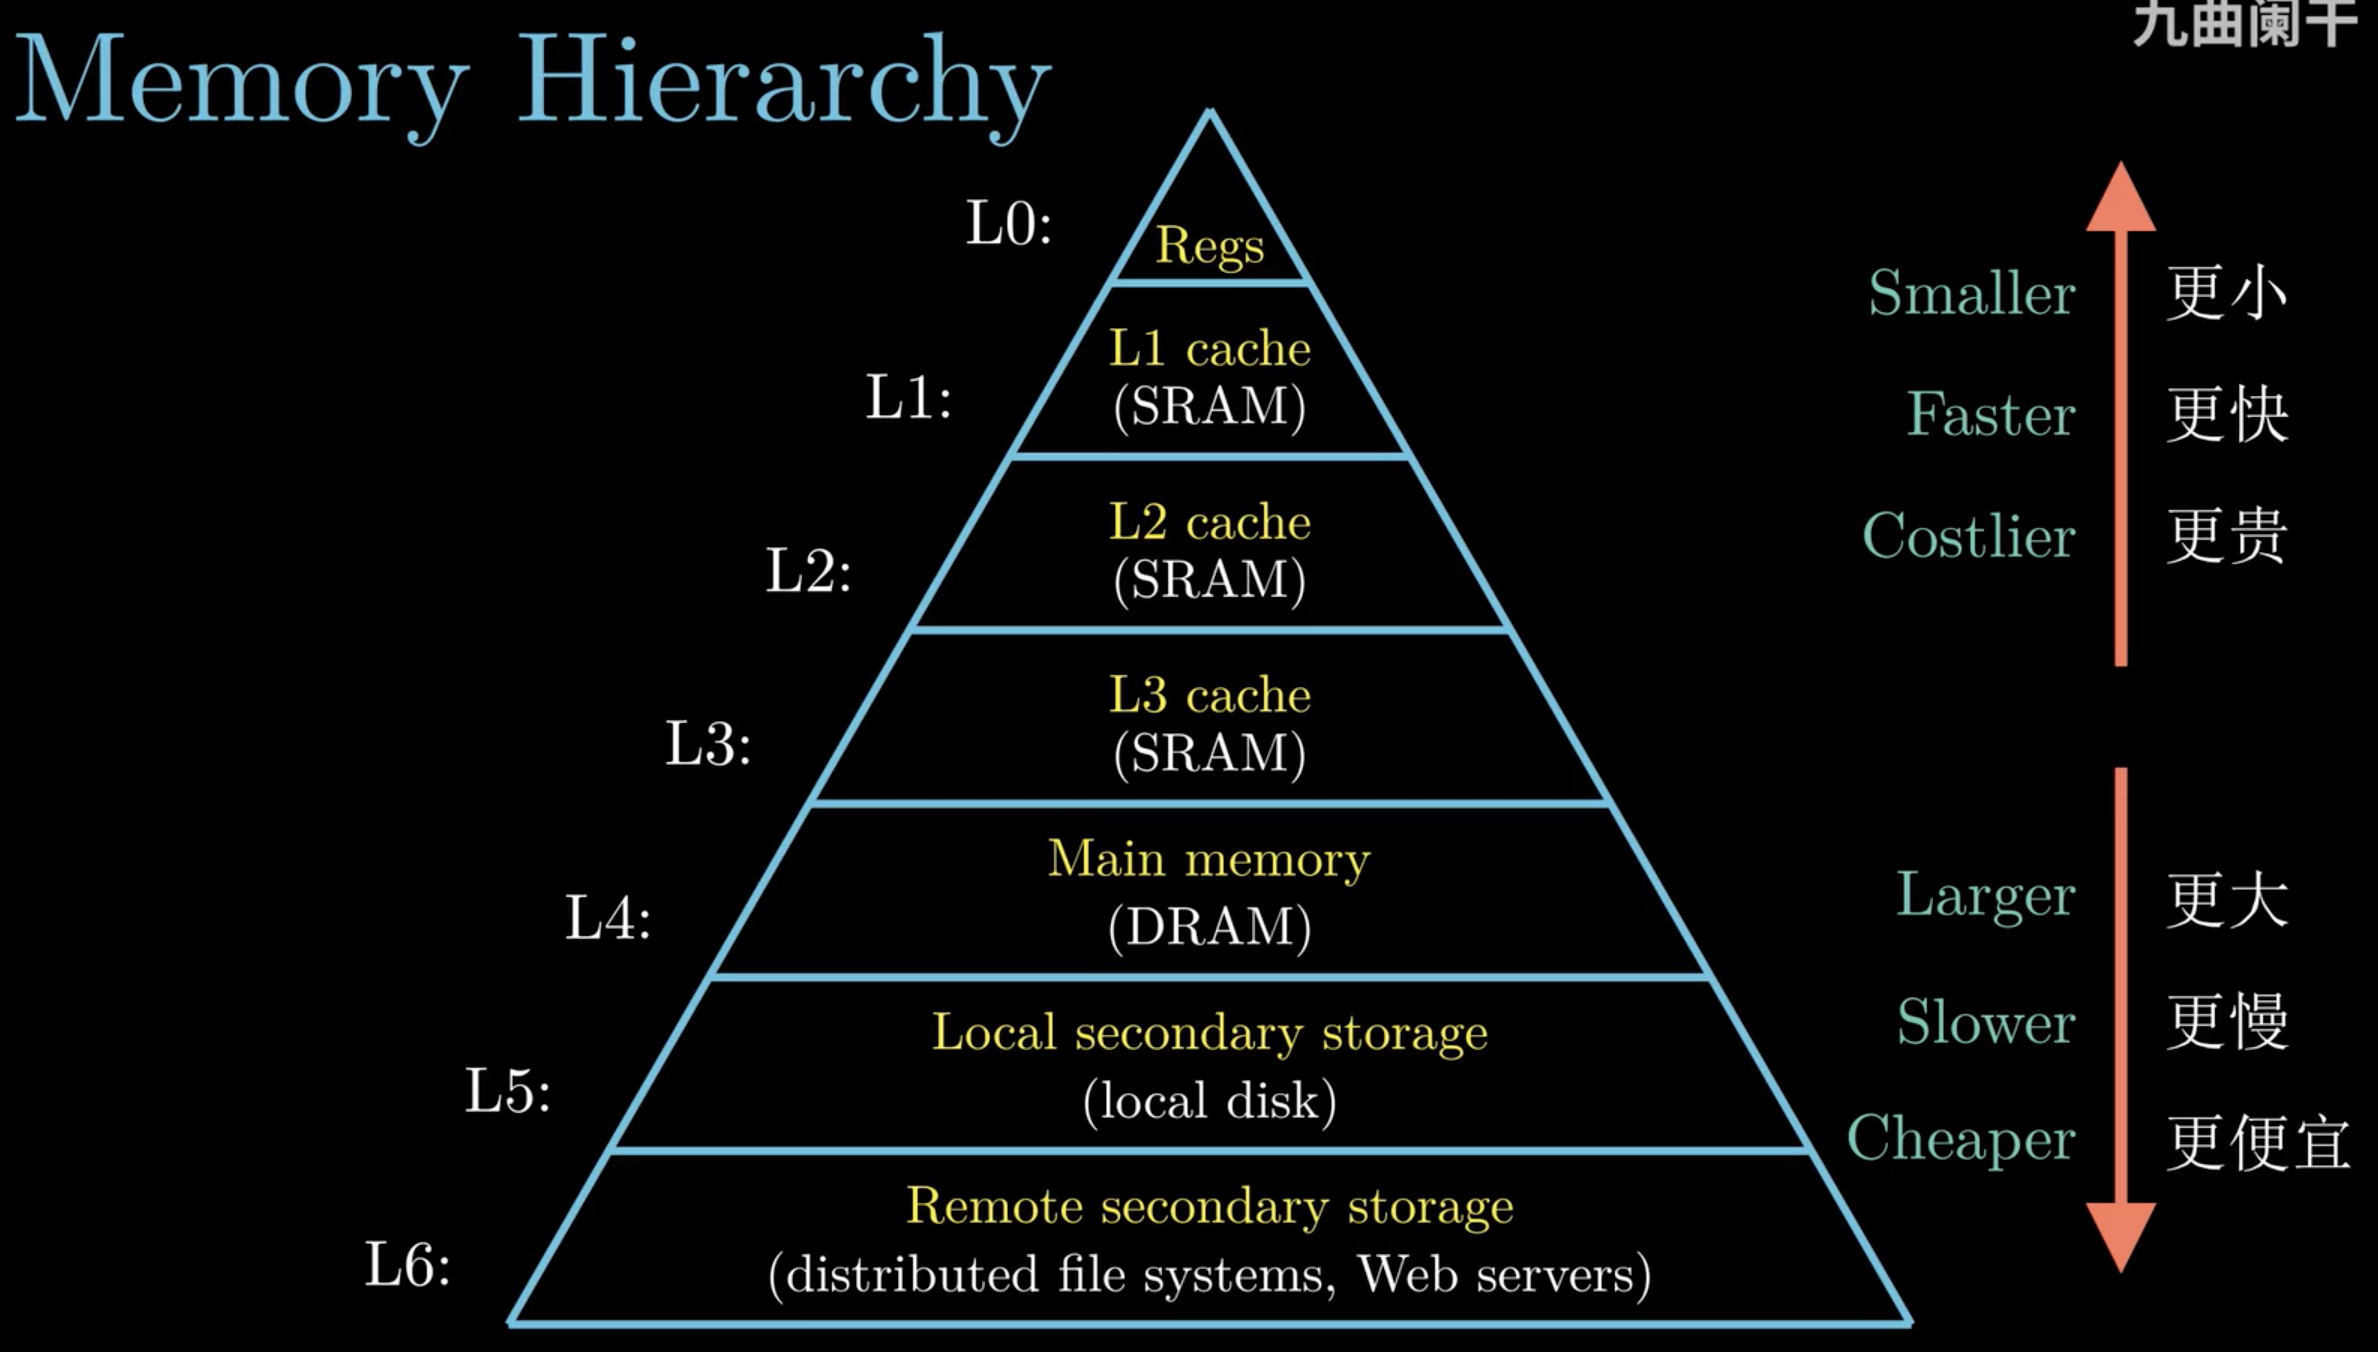 九曲阑干
Memory Hierarchy
L0:
Regs
L1:
L1 cache
(SRAM)
L2:
L2 cache
(SRAM)
L3:
L3 cache
(SRAM)
L4:
Main memory
(DRAM)
L5:
Local secondary storage
(local disk)
L6:
Remote secondary storage
(distributed file systems, Web servers)
Smaller 更小
Faster 更快
Costlier 更贵
Larger 更大
Slower 更慢
Cheaper 更便宜